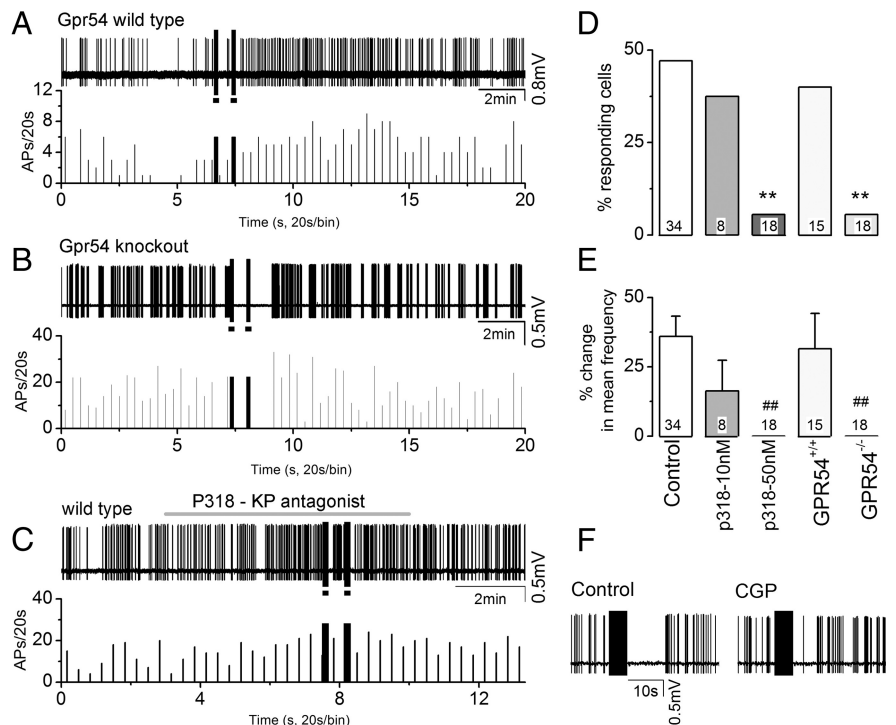 A
Gpr54 wild type
2min
0.8mV
APs/20s
12
8
4
0
0 5 10 15 20
Time (s, 20s/bin)
B
Gpr54 knockout
2min
0.5mV
APs/20s
40
20
0
0 5 10 15 20
Time (s, 20s/bin)
C
wild type
P318 - KP antagonist
2min
0.5mV
APs/20s
40
20
0
0 4 8 12
Time (s, 20s/bin)
D
% responding cells
50
25
0
** **
34 8 18 15 18
E
% change
in mean frequency
50
25
0
## ##
34 8 18 15 18
Control
p318-10nM
p318-50nM
GPR54+/+
GPR54-/-
F
Control
CGP
10s
0.5mV